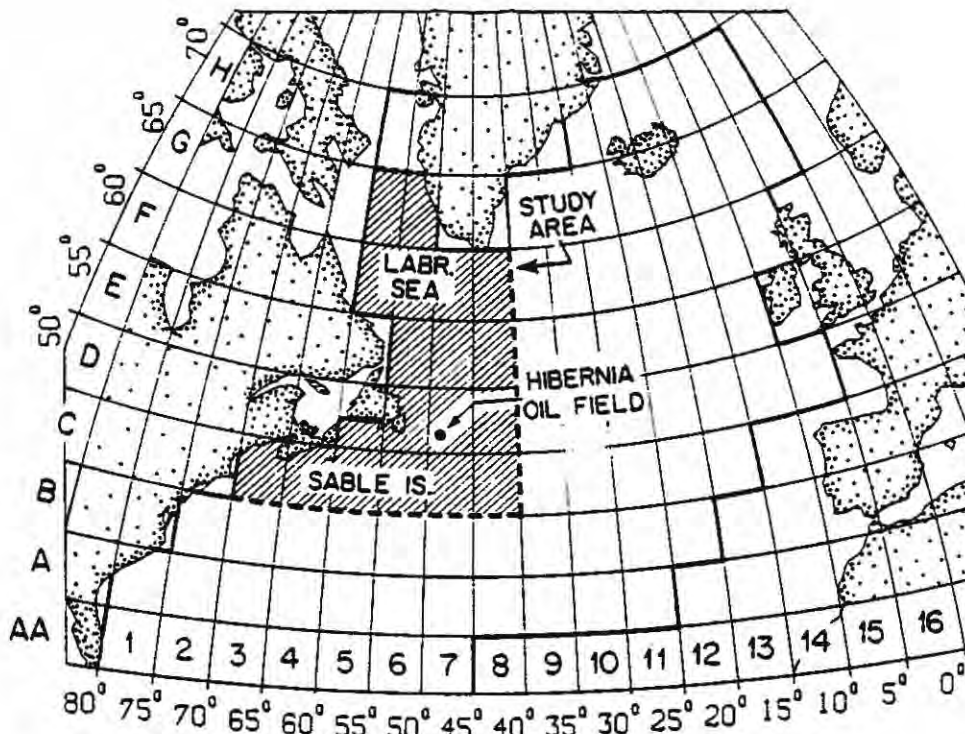 70°
H
65°
G
60°
F
55°
E
50°
D
C
B
A
AA
STUDY
AREA
LABR.
SEA
HIBERNIA
OIL FIELD
SABLE IS.
1 2 3 4 5 6 7 8 9 10 11 12 13 14 15 16
80° 75° 70° 65° 60° 55° 50° 45° 40° 35° 30° 25° 20° 15° 10° 5° 0°